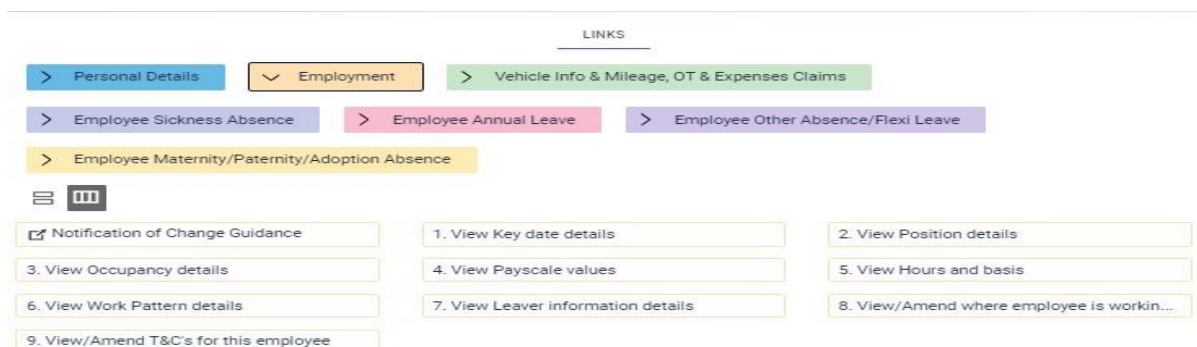 LINKS
Personal Details
Employment
Vehicle Info & Mileage, OT & Expenses Claims
Employee Sickness Absence
Employee Annual Leave
Employee Other Absence/Flexi Leave
Employee Maternity/Paternity/Adoption Absence
Notification of Change Guidance
1. View Key date details
2. View Position details
3. View Occupancy details
4. View Payscale values
5. View Hours and basis
6. View Work Pattern details
7. View Leaver information details
8. View/Amend where employee is workin...
9. View/Amend T&C's for this employee